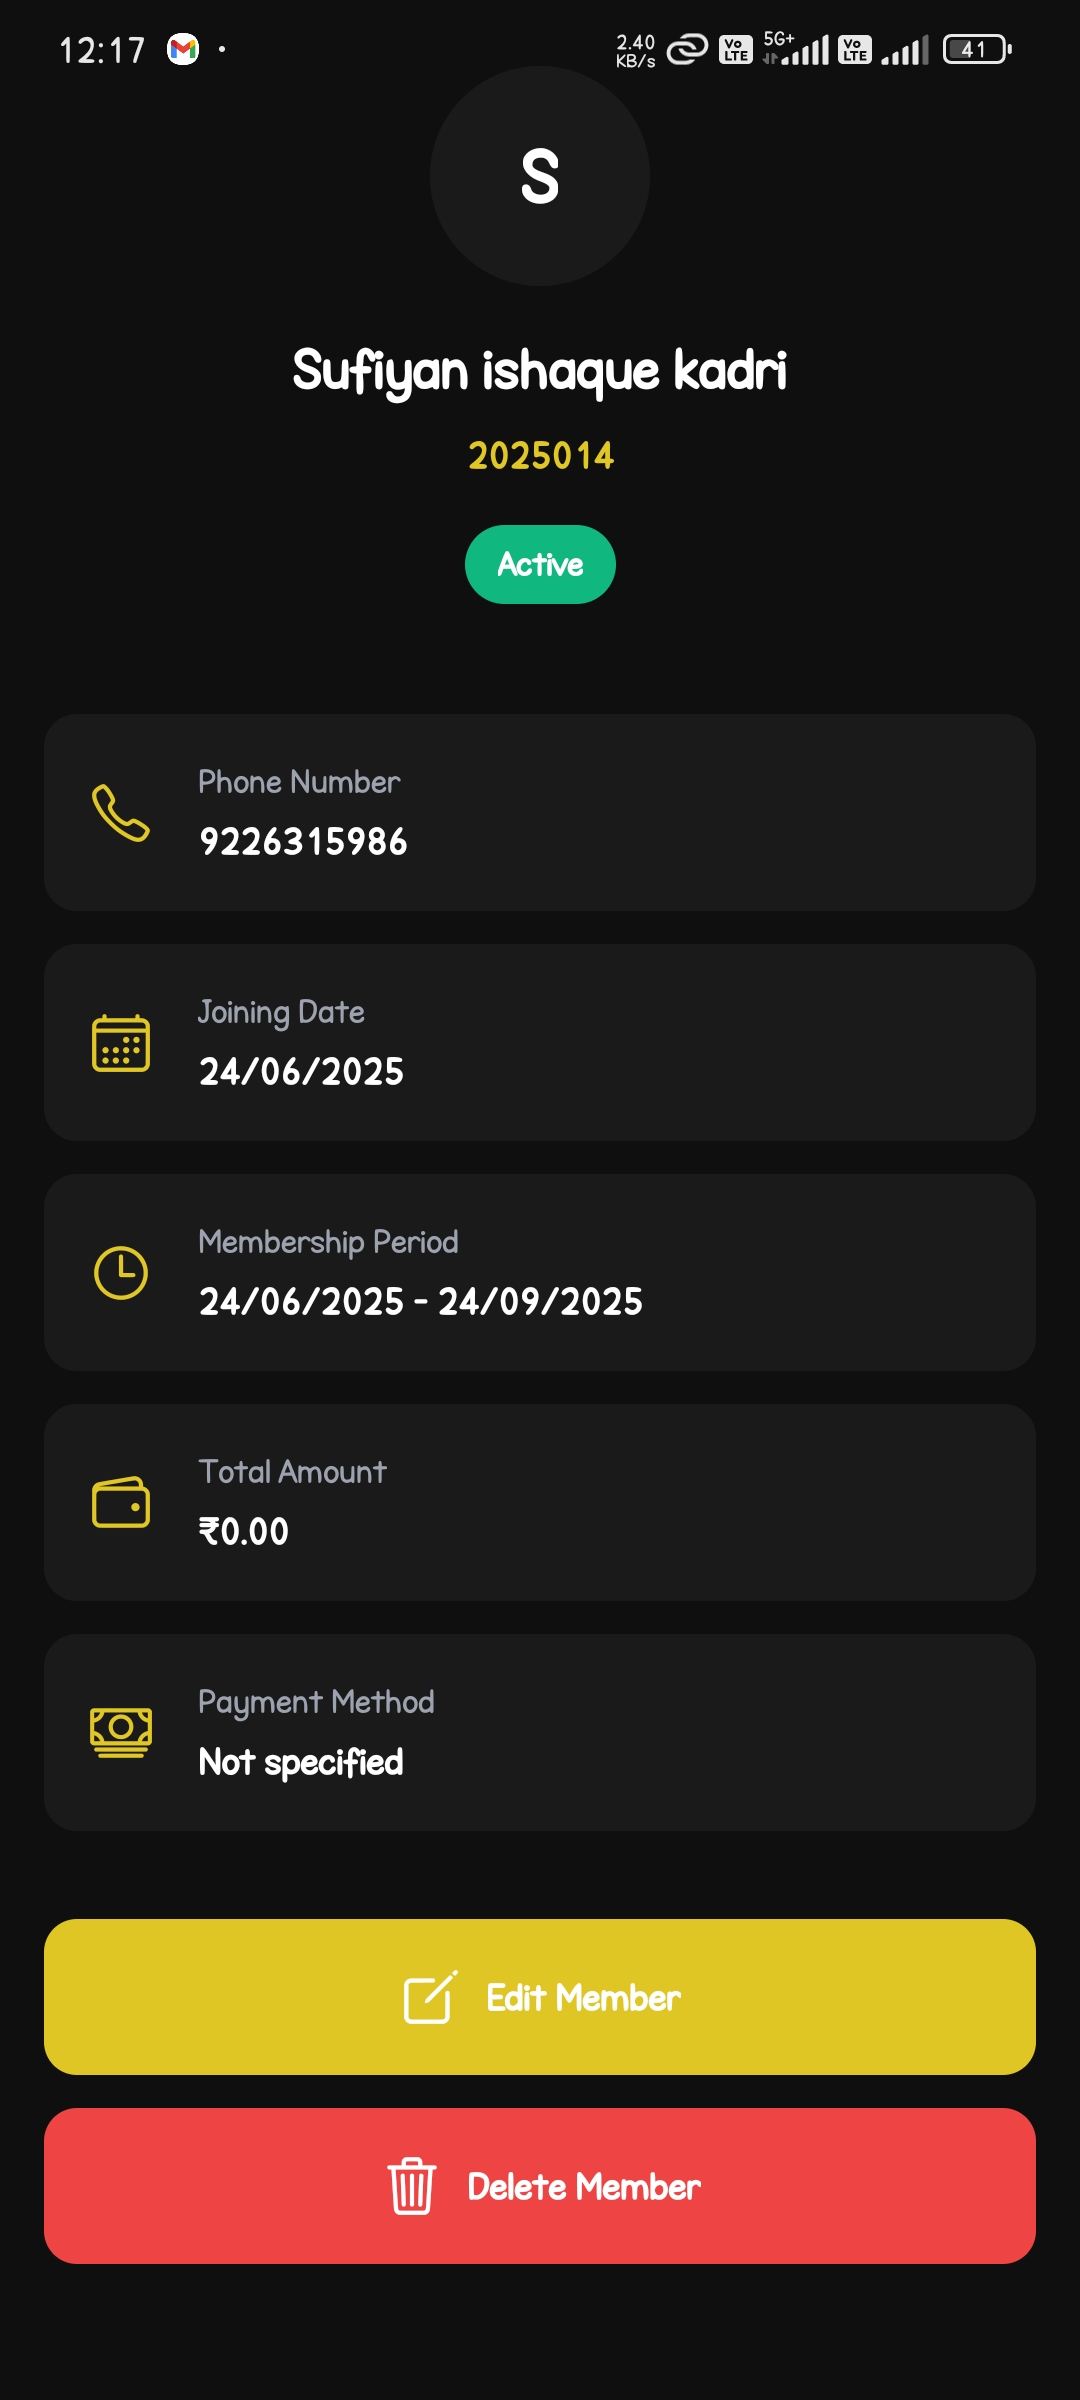 12:17
2.40 KB/s
Vo LTE
5G+
Vo LTE
41
S
Sufiyan ishaque kadri
2025014
Active
Phone Number
9226315986
Joining Date
24/06/2025
Membership Period
24/06/2025 - 24/09/2025
Total Amount
₹0.00
Payment Method
Not specified
Edit Member
Delete Member